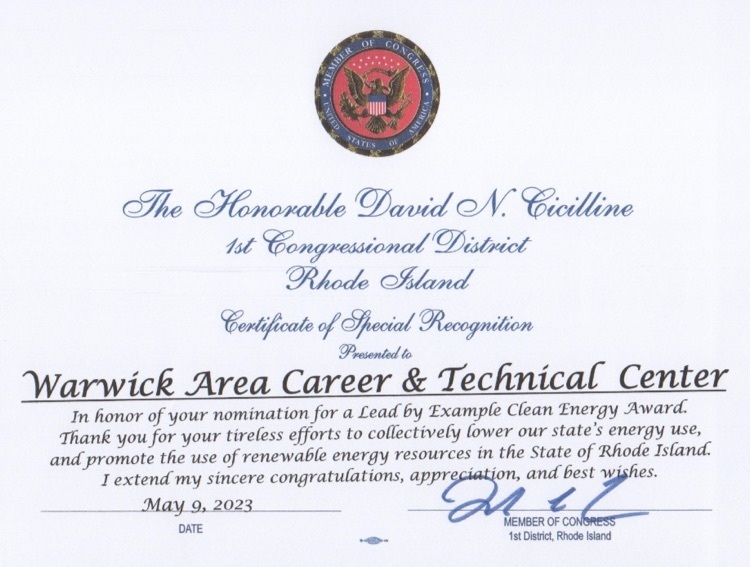 MEMBER OF CONGRESS
UNITED STATES OF AMERICA
The Honorable David N. Cicilline
1st Congressional District
Rhode Island
Certificate of Special Recognition
Presented to
Warwick Area Career & Technical Center
In honor of your nomination for a Lead by Example Clean Energy Award.
Thank you for your tireless efforts to collectively lower our state's energy use,
and promote the use of renewable energy resources in the State of Rhode Island.
I extend my sincere congratulations, appreciation, and best wishes.
May 9, 2023
DATE
MEMBER OF CONGRESS
1st District, Rhode Island